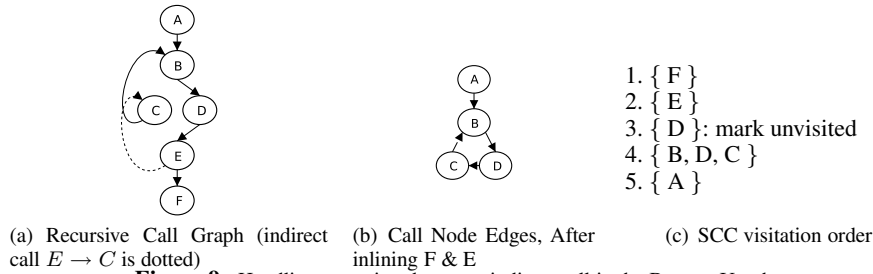 A
B
C
D
E
F
(a) Recursive Call Graph (indirect
call E → C is dotted)
A
B
C
D
(b) Call Node Edges, After
inlining F & E
1. { F }
2. { E }
3. { D }: mark unvisited
4. { B, D, C }
5. { A }
(c) SCC visitation order